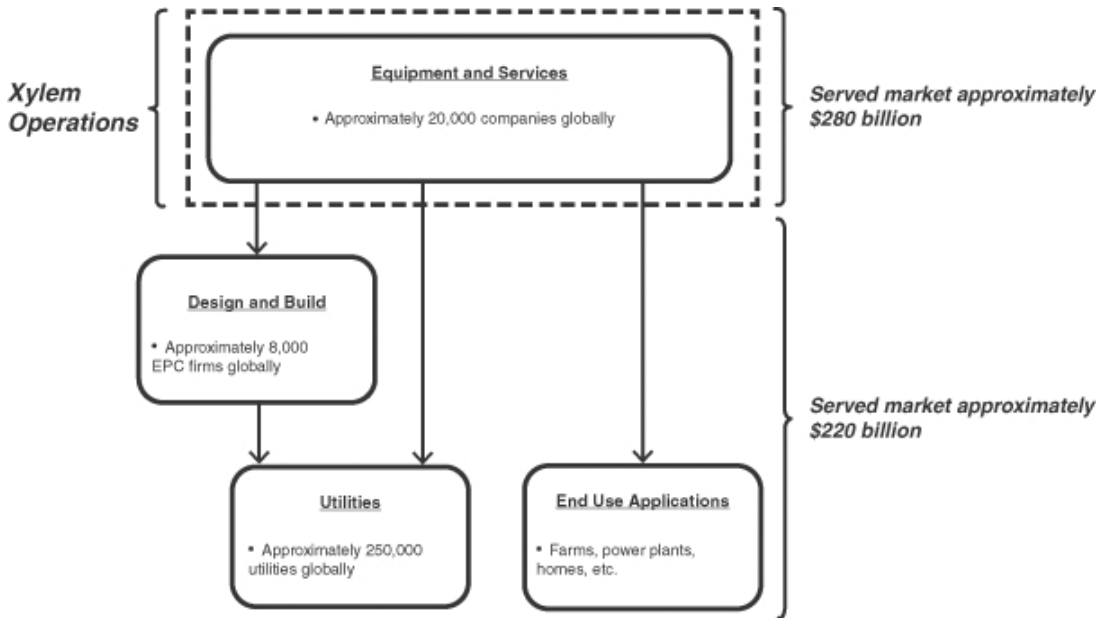 Xylem
Operations
Equipment and Services
• Approximately 20,000 companies globally
Served market approximately
$280 billion
Design and Build
• Approximately 8,000
EPC firms globally
Served market approximately
$220 billion
Utilities
• Approximately 250,000
utilities globally
End Use Applications
• Farms, power plants,
homes, etc.